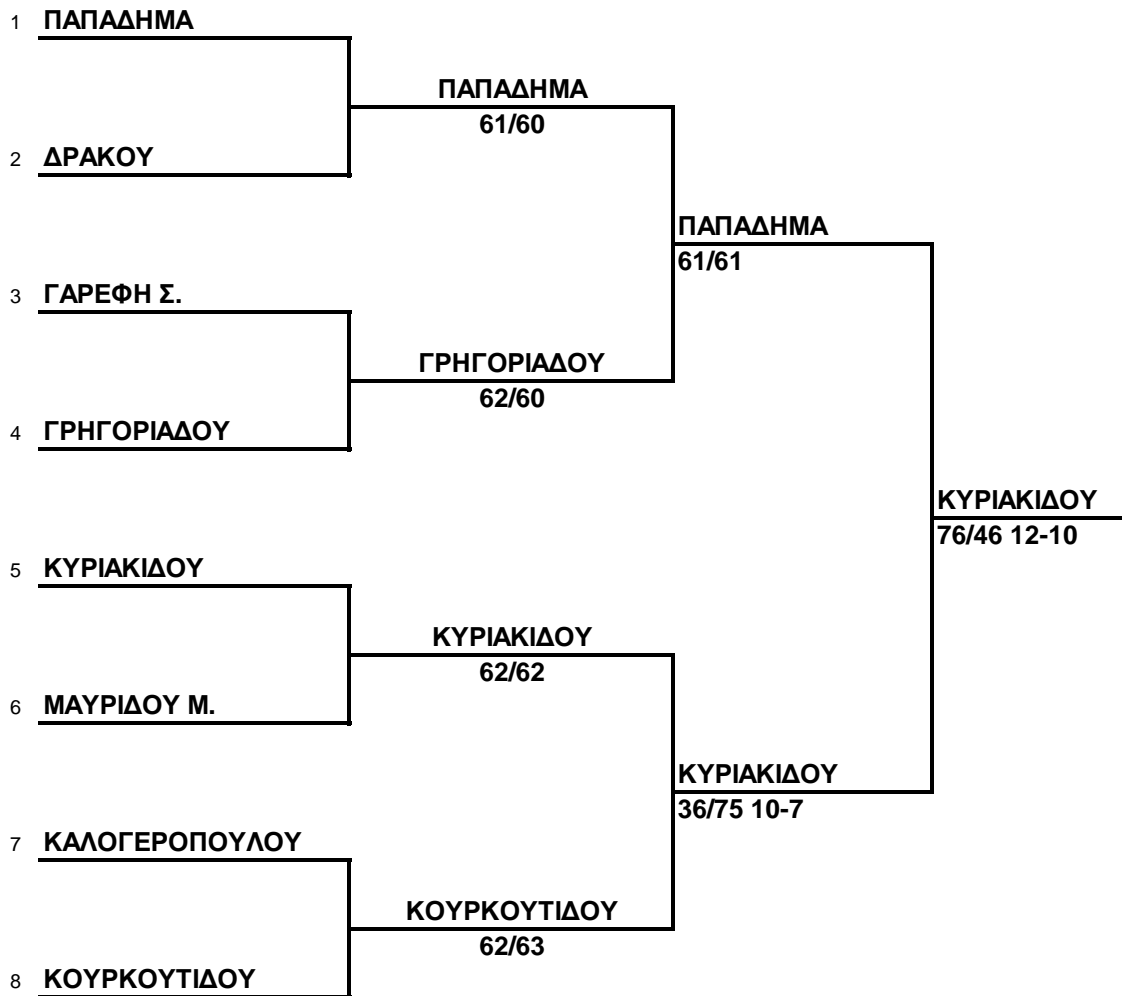 1 ΠΑΠΑΔΗΜΑ
ΠΑΠΑΔΗΜΑ
61/60
2 ΔΡΑΚΟΥ
ΠΑΠΑΔΗΜΑ
61/61
3 ΓΑΡΕΦΗ Σ.
ΓΡΗΓΟΡΙΑΔΟΥ
62/60
4 ΓΡΗΓΟΡΙΑΔΟΥ
ΚΥΡΙΑΚΙΔΟΥ
76/46 12-10
5 ΚΥΡΙΑΚΙΔΟΥ
ΚΥΡΙΑΚΙΔΟΥ
62/62
6 ΜΑΥΡΙΔΟΥ Μ.
ΚΥΡΙΑΚΙΔΟΥ
36/75 10-7
7 ΚΑΛΟΓΕΡΟΠΟΥΛΟΥ
ΚΟΥΡΚΟΥΤΙΔΟΥ
62/63
8 ΚΟΥΡΚΟΥΤΙΔΟΥ